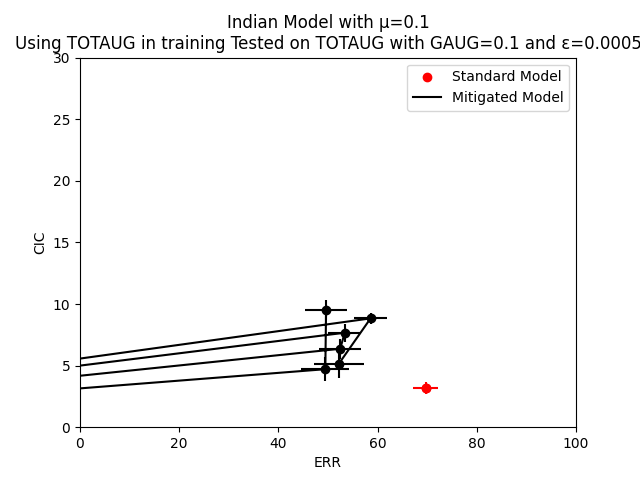 Indian Model with μ=0.1
Using TOTAUG in training Tested on TOTAUG with GAUG=0.1 and ε=0.0005
Standard Model
Mitigated Model
30
25
20
15
10
5
0
CIC
0 20 40 60 80 100
ERR